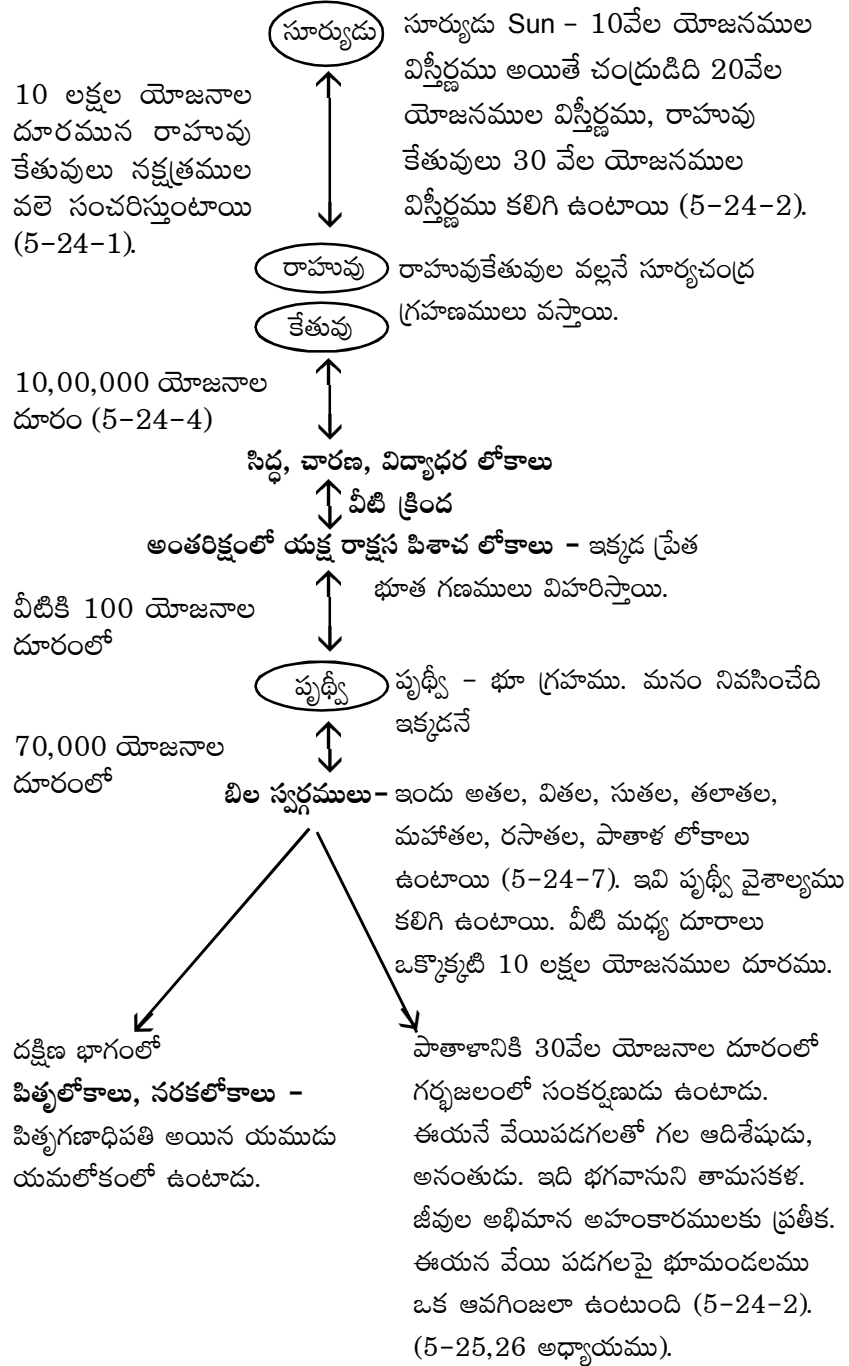 సూర్యుడు
సూర్యుడు Sun - 10వేల యోజనముల
విస్తీర్ణము అయితే చంద్రుడిది 20వేల
యోజనముల విస్తీర్ణము, రాహువు
కేతువులు 30 వేల యోజనముల
విస్తీర్ణము కలిగి ఉంటాయి (5-24-2).
10 లక్షల యోజనాల
దూరమున రాహువు
కేతువులు నక్షత్రముల
వలె సంచరిస్తుంటాయి
(5-24-1).
రాహువు
రాహువుకేతువుల వల్లనే సూర్యచంద్ర
గ్రహణములు వస్తాయి.
కేతువు
10,00,000 యోజనాల
దూరం (5-24-4)
సిద్ధ, చారణ, విద్యాధర లోకాలు
వీటి క్రింద
అంతరిక్షంలో యక్ష రాక్షస పిశాచ లోకాలు - ఇక్కడ ప్రేత
భూత గణములు విహరిస్తాయి.
వీటికి 100 యోజనాల
దూరంలో
పృథ్వీ
పృథ్వీ - భూ గ్రహము. మనం నివసించేది
ఇక్కడనే
70,000 యోజనాల
దూరంలో
బిల స్వర్గములు- ఇందు అతల, వితల, సుతల, తలాతల,
మహాతల, రసాతల, పాతాళ లోకాలు
ఉంటాయి (5-24-7). ఇవి పృథ్వీ వైశాల్యము
కలిగి ఉంటాయి. వీటి మధ్య దూరాలు
ఒక్కొక్కటి 10 లక్షల యోజనముల దూరము.
దక్షిణ భాగంలో
పితృలోకాలు, నరకలోకాలు -
పితృగణాధిపతి అయిన యముడు
యమలోకంలో ఉంటాడు.
పాతాళానికి 30వేల యోజనాల దూరంలో
గర్భజలంలో సంకర్షణుడు ఉంటాడు.
ఈయనే వేయిపడగలతో గల ఆదిశేషుడు,
అనంతుడు. ఇది భగవానుని తామసకళ.
జీవుల అభిమాన అహంకారములకు ప్రతీక.
ఈయన వేయి పడగలపై భూమండలము
ఒక ఆవగింజలా ఉంటుంది (5-24-2).
(5-25,26 అధ్యాయము).